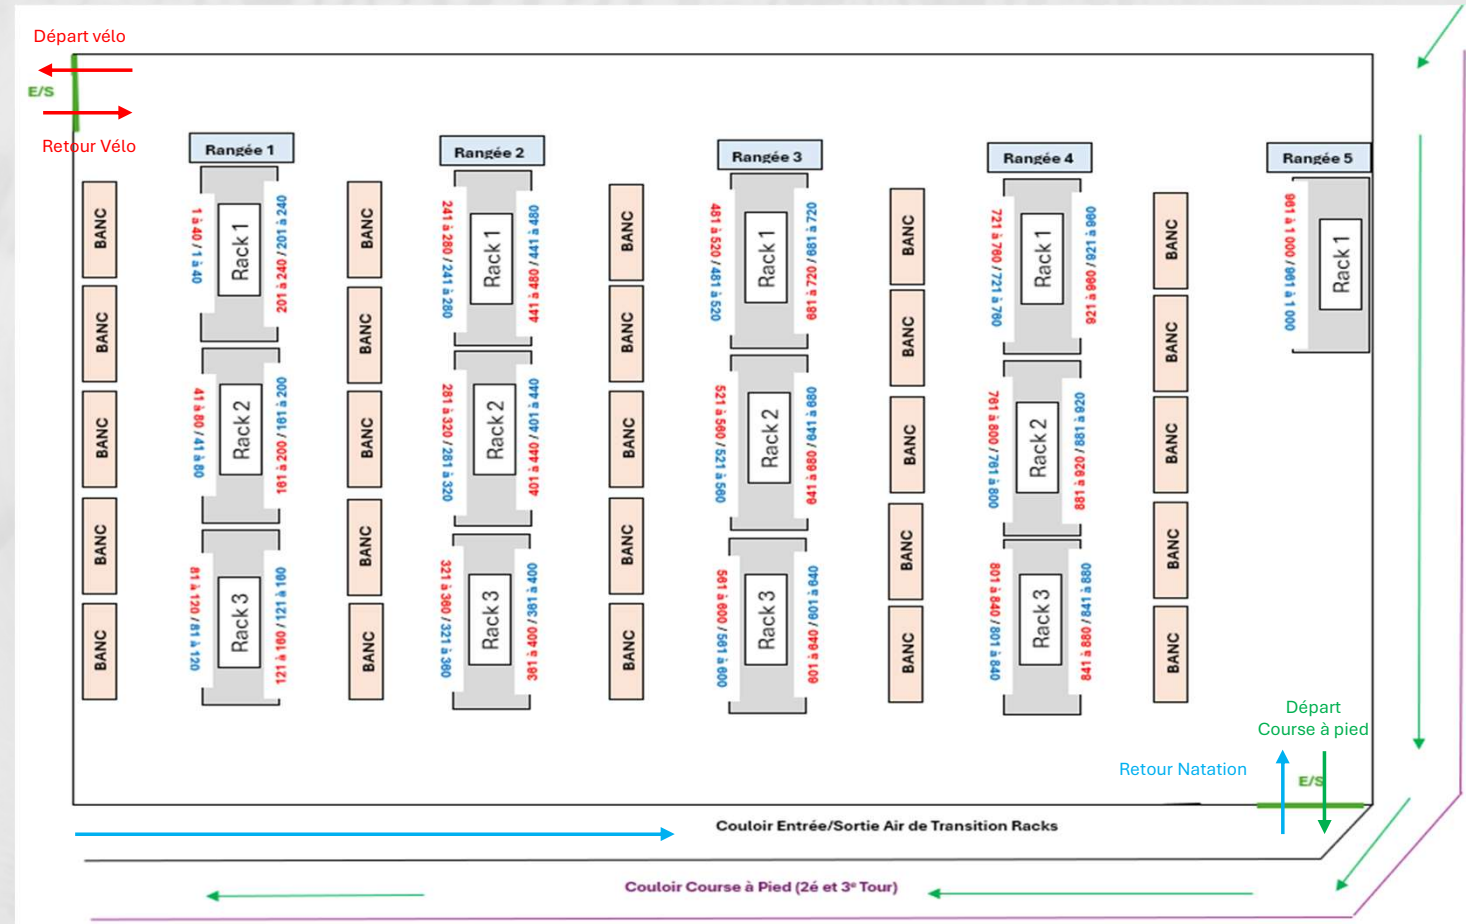 Départ vélo
E/S
Retour Vélo
Rangée 1
Rangée 2
Rangée 3
Rangée 4
Rangée 5
BANC
BANC
BANC
BANC
BANC
1 à 40 / 1 à 40
Rack 1
201 à 240 / 201 à 240
41 à 80 / 41 à 80
Rack 2
161 à 200 / 161 à 200
81 à 120 / 81 à 120
Rack 3
121 à 160 / 121 à 160
BANC
BANC
BANC
BANC
BANC
241 à 280 / 241 à 280
Rack 1
441 à 480 / 441 à 480
281 à 320 / 281 à 320
Rack 2
401 à 440 / 401 à 440
321 à 360 / 321 à 360
Rack 3
361 à 400 / 361 à 400
BANC
BANC
BANC
BANC
BANC
481 à 520 / 481 à 520
Rack 1
681 à 720 / 681 à 720
521 à 560 / 521 à 560
Rack 2
641 à 680 / 641 à 680
561 à 600 / 561 à 600
Rack 3
601 à 640 / 601 à 640
BANC
BANC
BANC
BANC
BANC
721 à 760 / 721 à 760
Rack 1
921 à 960 / 921 à 960
761 à 800 / 761 à 800
Rack 2
881 à 920 / 881 à 920
801 à 840 / 801 à 840
Rack 3
841 à 880 / 841 à 880
BANC
BANC
BANC
BANC
BANC
961 à 1 000 / 961 à 1 000
Rack 1
Départ
Course à pied
Retour Natation
E/S
Couloir Entrée/Sortie Air de Transition Racks
Couloir Course à Pied (2é et 3ᵉ Tour)